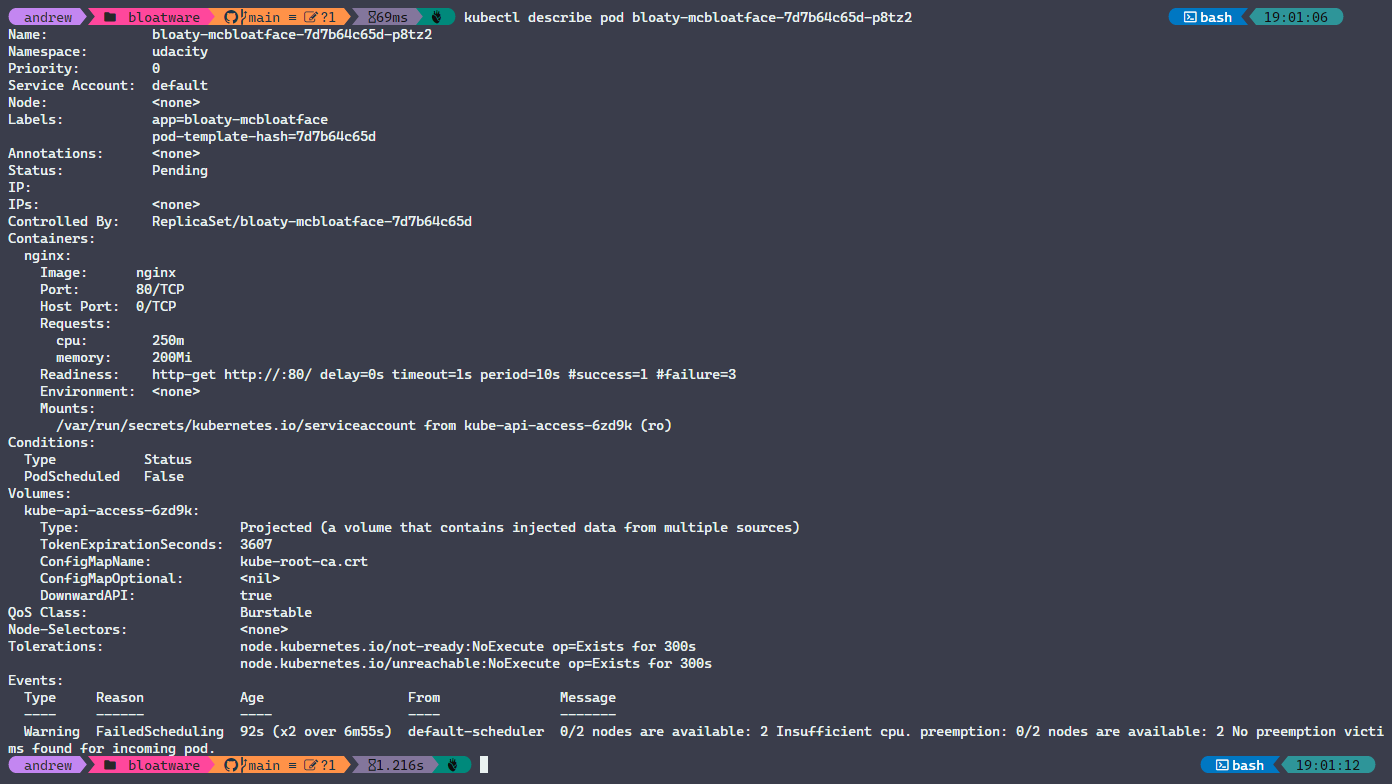 andrew bloatware main ≡ ?1 69ms kubectl describe pod bloaty-mcbloatface-7d7b64c65d-p8tz2 bash 19:01:06
Name: bloaty-mcbloatface-7d7b64c65d-p8tz2
Namespace: udacity
Priority: 0
Service Account: default
Node: <none>
Labels: app=bloaty-mcbloatface
pod-template-hash=7d7b64c65d
Annotations: <none>
Status: Pending
IP:
IPs: <none>
Controlled By: ReplicaSet/bloaty-mcbloatface-7d7b64c65d
Containers:
nginx:
Image: nginx
Port: 80/TCP
Host Port: 0/TCP
Requests:
cpu: 250m
memory: 200Mi
Readiness: http-get http://:80/ delay=0s timeout=1s period=10s #success=1 #failure=3
Environment: <none>
Mounts:
/var/run/secrets/kubernetes.io/serviceaccount from kube-api-access-6zd9k (ro)
Conditions:
Type Status
PodScheduled False
Volumes:
kube-api-access-6zd9k:
Type: Projected (a volume that contains injected data from multiple sources)
TokenExpirationSeconds: 3607
ConfigMapName: kube-root-ca.crt
ConfigMapOptional: <nil>
DownwardAPI: true
QoS Class: Burstable
Node-Selectors: <none>
Tolerations: node.kubernetes.io/not-ready:NoExecute op=Exists for 300s
node.kubernetes.io/unreachable:NoExecute op=Exists for 300s
Events:
Type Reason Age From Message
---- ------ ---- ---- -------
Warning FailedScheduling 92s (x2 over 6m55s) default-scheduler 0/2 nodes are available: 2 Insufficient cpu. preemption: 0/2 nodes are available: 2 No preemption victi
ms found for incoming pod.
andrew bloatware main ≡ ?1 1.216s bash 19:01:12